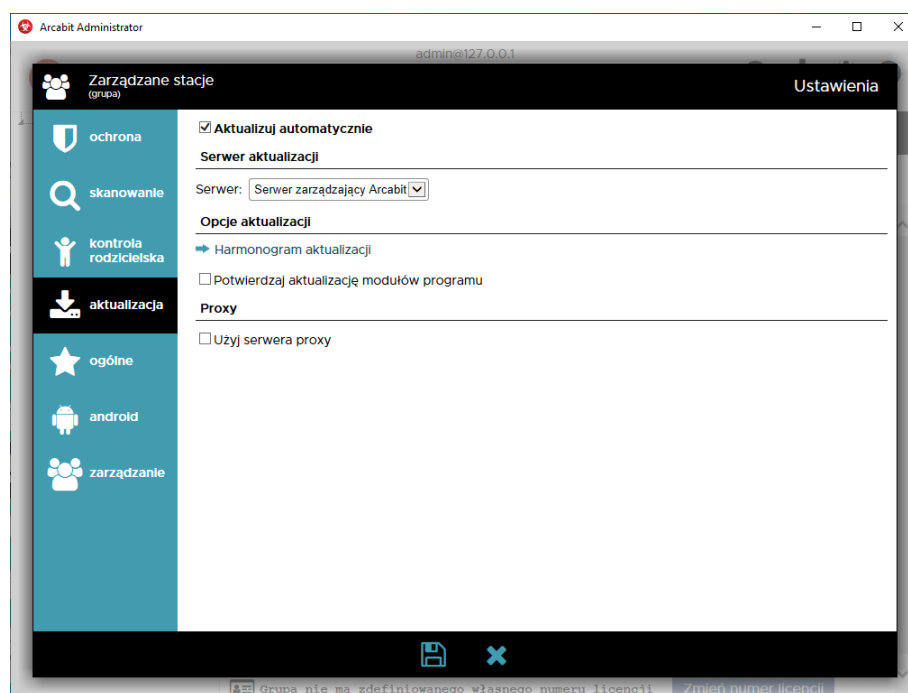 Arcabit Administrator
admin@127.0.0.1
Zarządzane stacje
(grupa)
Ustawienia
ochrona
skanowanie
kontrola
rodzicielska
aktualizacja
ogólne
android
zarządzanie
Aktualizuj automatycznie
Serwer aktualizacji
Serwer: Serwer zarządzający Arcabit
Opcje aktualizacji
Harmonogram aktualizacji
Potwierdzaj aktualizację modułów programu
Proxy
Użyj serwera proxy
Grupa nie ma zdefiniowanego własnego numeru licencji
Zmień numer licencji